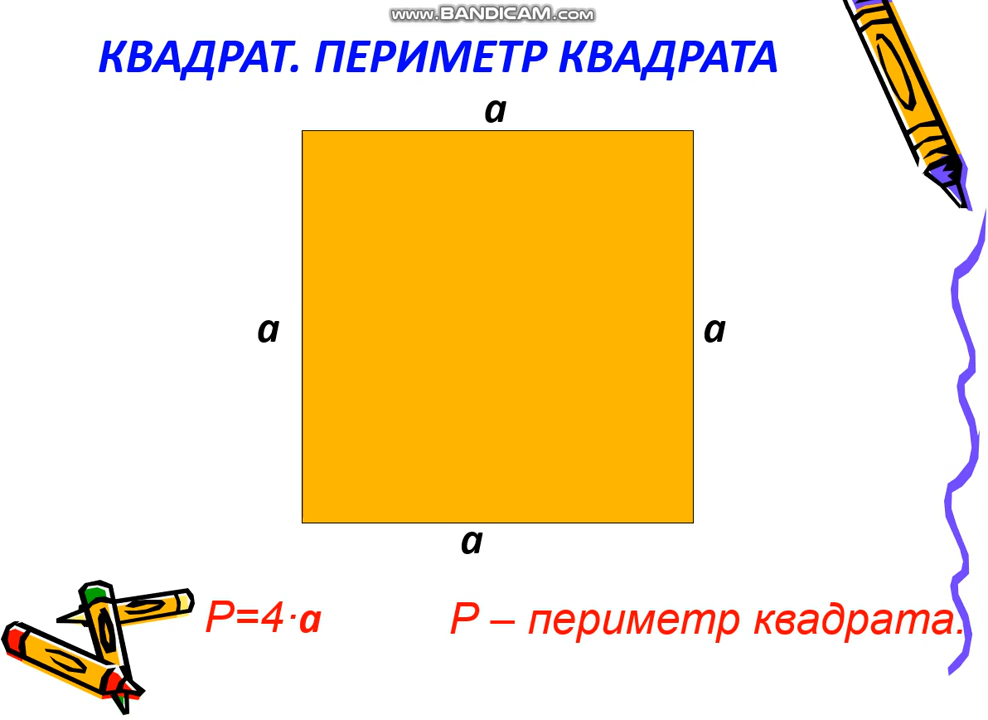 www.BANDICAM.com
КВАДРАТ. ПЕРИМЕТР КВАДРАТА
a
a
a
a
P=4·a
P – периметр квадрата.